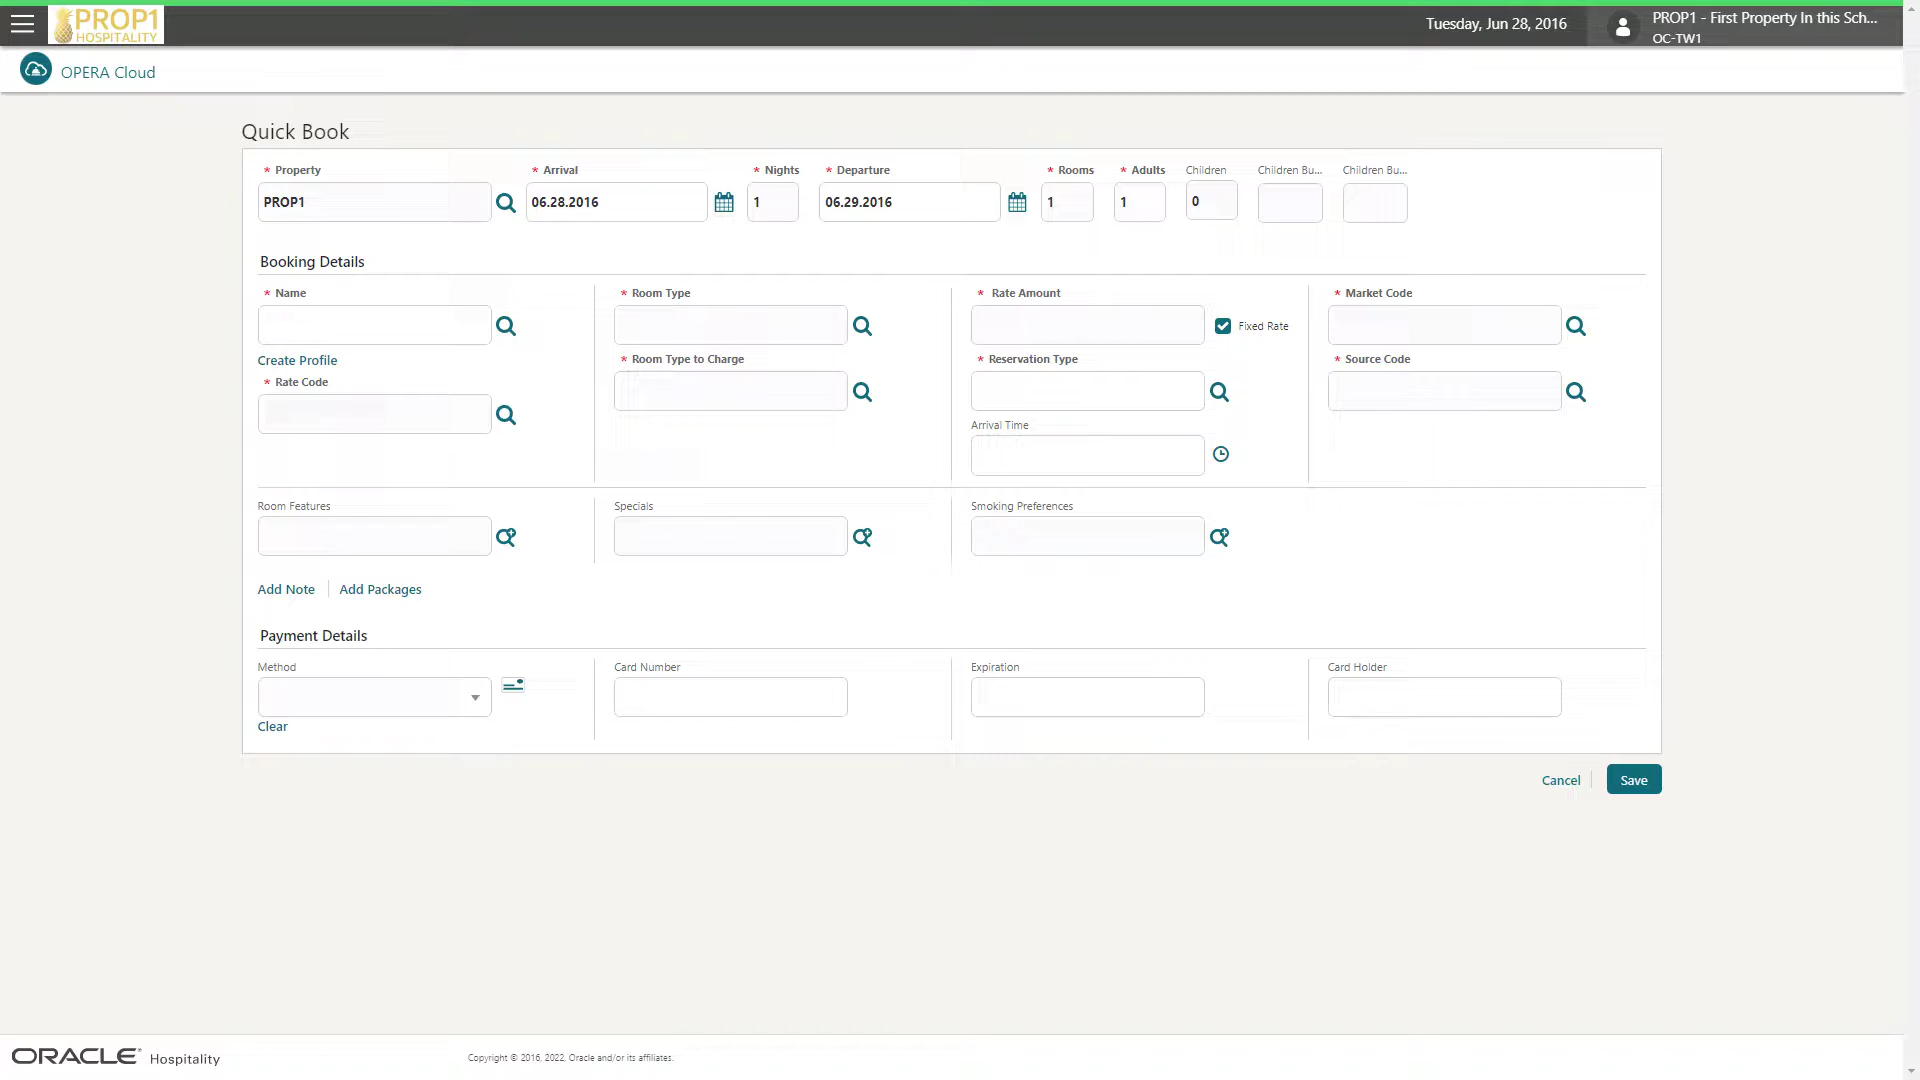 PROP1
HOSPITALITY
Tuesday, Jun 28, 2016
PROP1 - First Property In this Sch...
OC-TW1
OPERA Cloud
Quick Book
* Property
* Arrival
* Nights
* Departure
* Rooms
* Adults
Children
Children Bu...
Children Bu...
PROP1
06.28.2016
1
06.29.2016
1
1
0
Booking Details
* Name
* Room Type
* Rate Amount
* Market Code
Fixed Rate
Create Profile
* Room Type to Charge
* Reservation Type
* Source Code
* Rate Code
Arrival Time
Room Features
Specials
Smoking Preferences
Add Note
Add Packages
Payment Details
Method
Card Number
Expiration
Card Holder
Clear
Cancel
Save
ORACLE Hospitality
Copyright © 2016, 2022, Oracle and/or its affiliates.